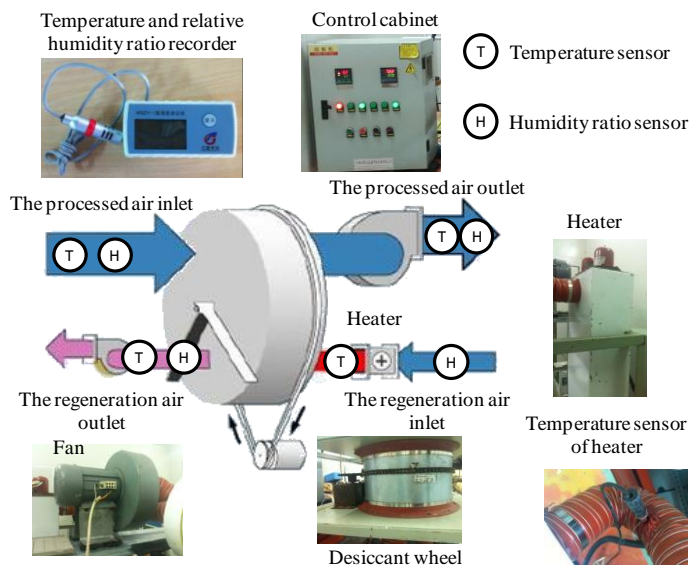 Temperature and relative
humidity ratio recorder
Control cabinet
T Temperature sensor
H Humidity ratio sensor
The processed air inlet
The processed air outlet
T H
T H
Heater
Heater
T H
T
H
The regeneration air
outlet
The regeneration air
inlet
Temperature sensor
of heater
Fan
Desiccant wheel